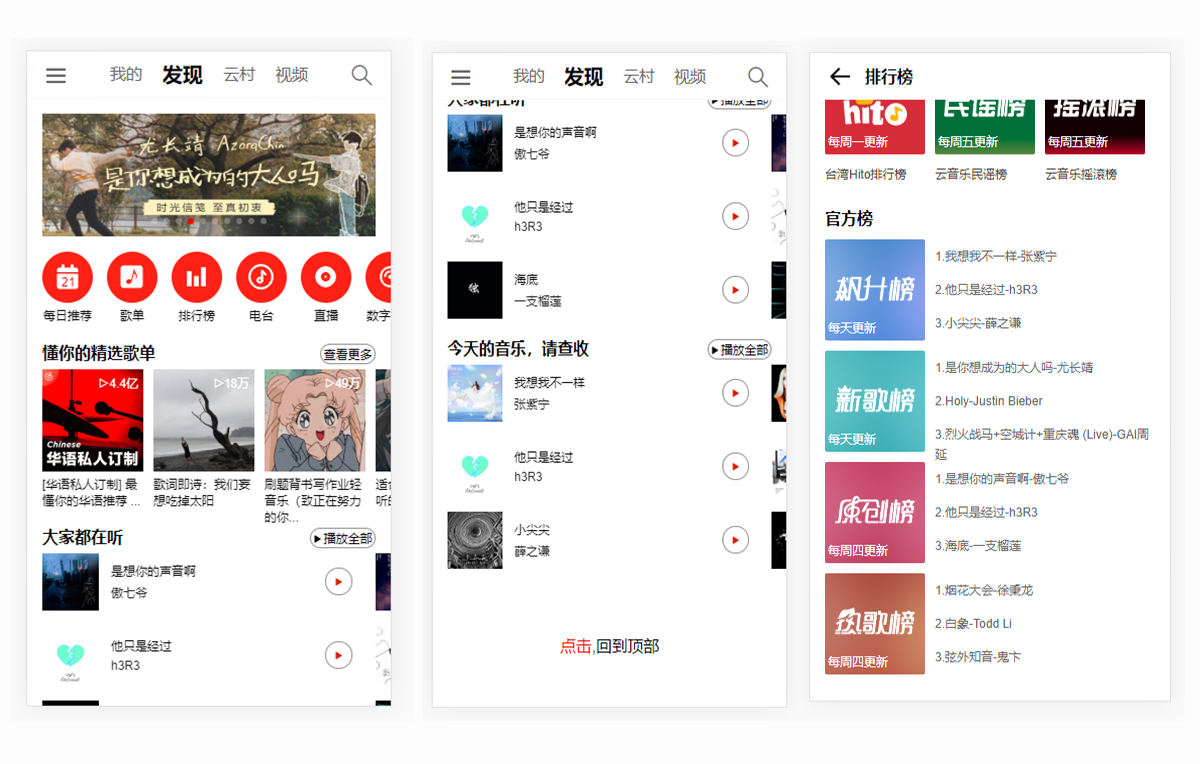 我的 发现 云村 视频
尤长靖 AzoraChin
是你想成为的大人吗
时光信笺 至真初衷
21
每日推荐 歌单 排行榜 电台 直播 数字
懂你的精选歌单 查看更多
4.4亿 18万 49万
Chinese
华语私人订制
[华语私人订制] 最
懂你的华语推荐 ...
歌词即诗：我们妄
想吃掉太阳
刷题背书写作业轻
音乐（致正在努力
的你...
适合
听的
大家都在听 播放全部
是想你的声音啊
傲七爷
他只是经过
h3R3
我的 发现 云村 视频
大家都在听 播放全部
是想你的声音啊
傲七爷
他只是经过
h3R3
独
海底
一支榴莲
今天的音乐，请查收 播放全部
我想我不一样
张紫宁
他只是经过
h3R3
小尖尖
薛之谦
点击,回到顶部
排行榜
hito 民谣榜 摇滚榜
每周一更新 每周五更新 每周五更新
台湾Hito排行榜 云音乐民谣榜 云音乐摇滚榜
官方榜
飙升榜
每天更新
1.我想我不一样-张紫宁
2.他只是经过-h3R3
3.小尖尖-薛之谦
新歌榜
每天更新
1.是你想成为的大人吗-尤长靖
2.Holy-Justin Bieber
3.烈火战马+空城计+重庆魂 (Live)-GAI周
延
原创榜
每周四更新
1.是想你的声音啊-傲七爷
2.他只是经过-h3R3
3.海底-一支榴莲
热歌榜
每周四更新
1.烟花大会-徐秉龙
2.白象-Todd Li
3.弦外知音-鬼卞